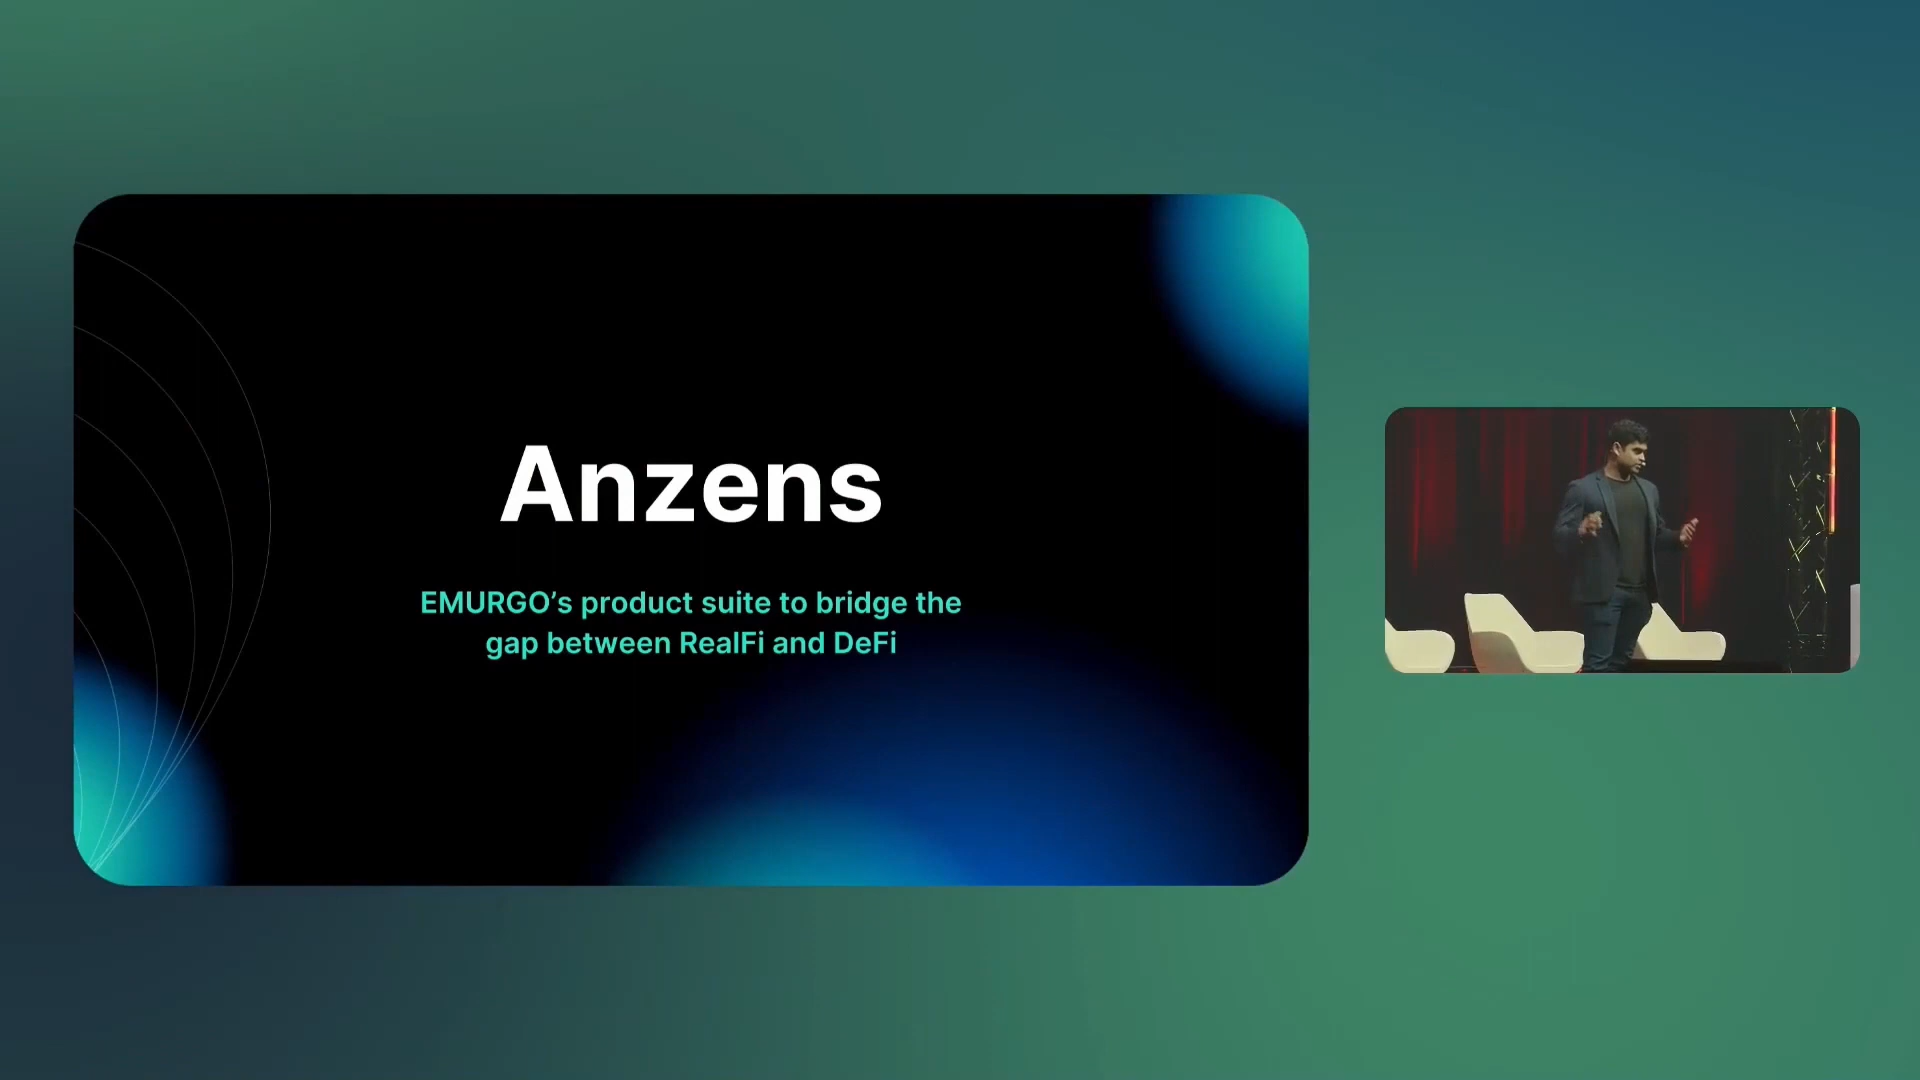 Anzens
EMURGO’s product suite to bridge the
gap between RealFi and DeFi